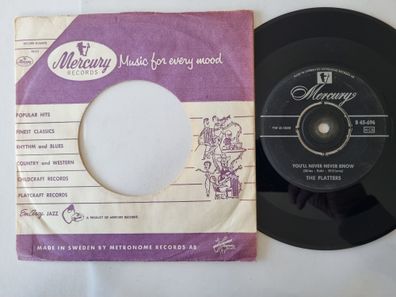 Mercury
RECORDS
Music for every mood
POPULAR HITS
FINEST CLASSICS
RHYTHM and BLUES
COUNTRY and WESTERN
CHILDCRAFT RECORDS
PLAYCRAFT RECORDS
EmArcy JAZZ
A PRODUCT OF MERCURY RECORDS
MADE IN SWEDEN BY METRONOME RECORDS AB
Mercury
B 45-696
YOU'LL NEVER NEVER KNOW
THE PLATTERS